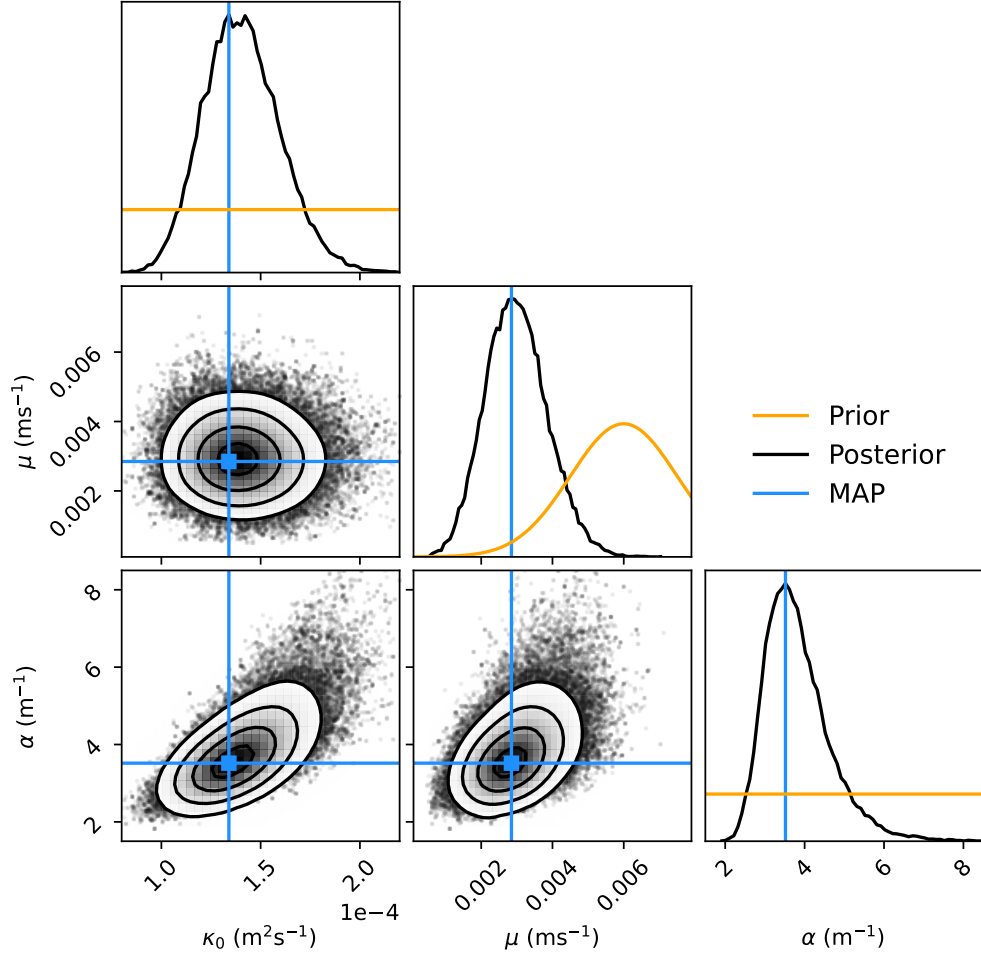 0.006
0.004
0.002
μ (ms⁻¹)
Prior
Posterior
MAP
8
6
4
2
α (m⁻¹)
1.0 1.5 2.0
1e−4
κ₀ (m²s⁻¹)
0.002 0.004 0.006
μ (ms⁻¹)
2 4 6 8
α (m⁻¹)